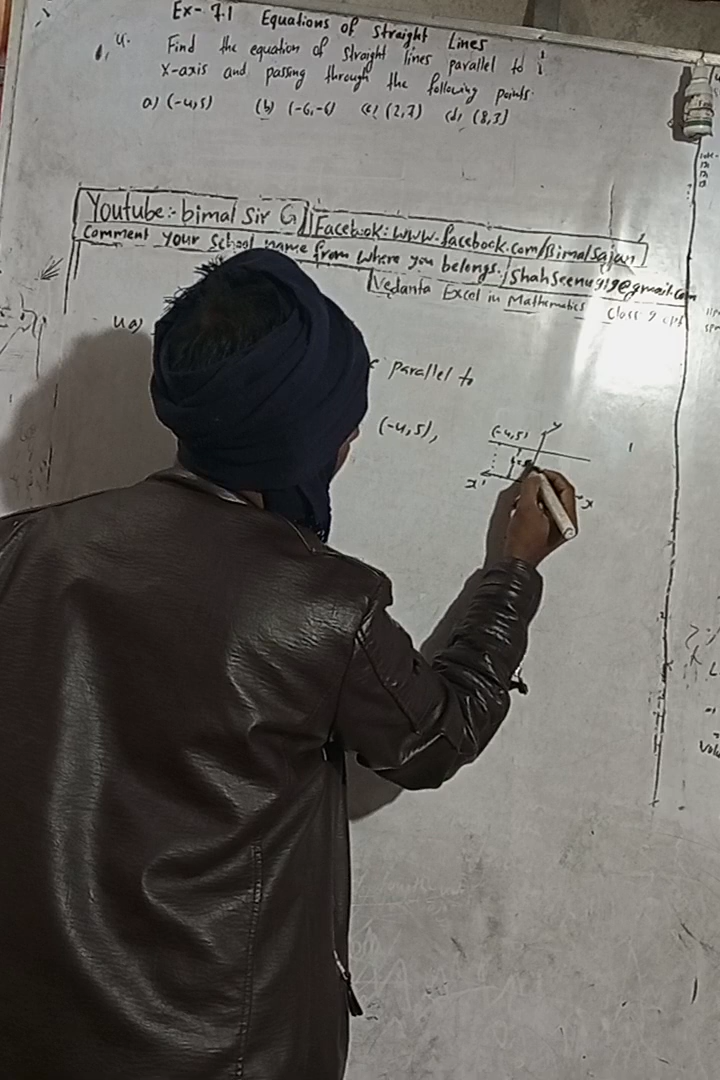 Ex- 7.1 Equations of Straight Lines
4. Find the equation of straight lines parallel to
X-axis and passing through the following points.
a) (-4,5) (b) (-6,-6) (c) (2,7) (d) (8,3)
Youtube:- bimal Sir G
Facebook: www.facebook.com/Bimalsajan
Comment your School name from where you belongs. / Shahseenu919@gmail.com
Vedanta Excel in Mathematics class 9
4a)
parallel to
(-4,5),
(-4,5)
y
x'
x